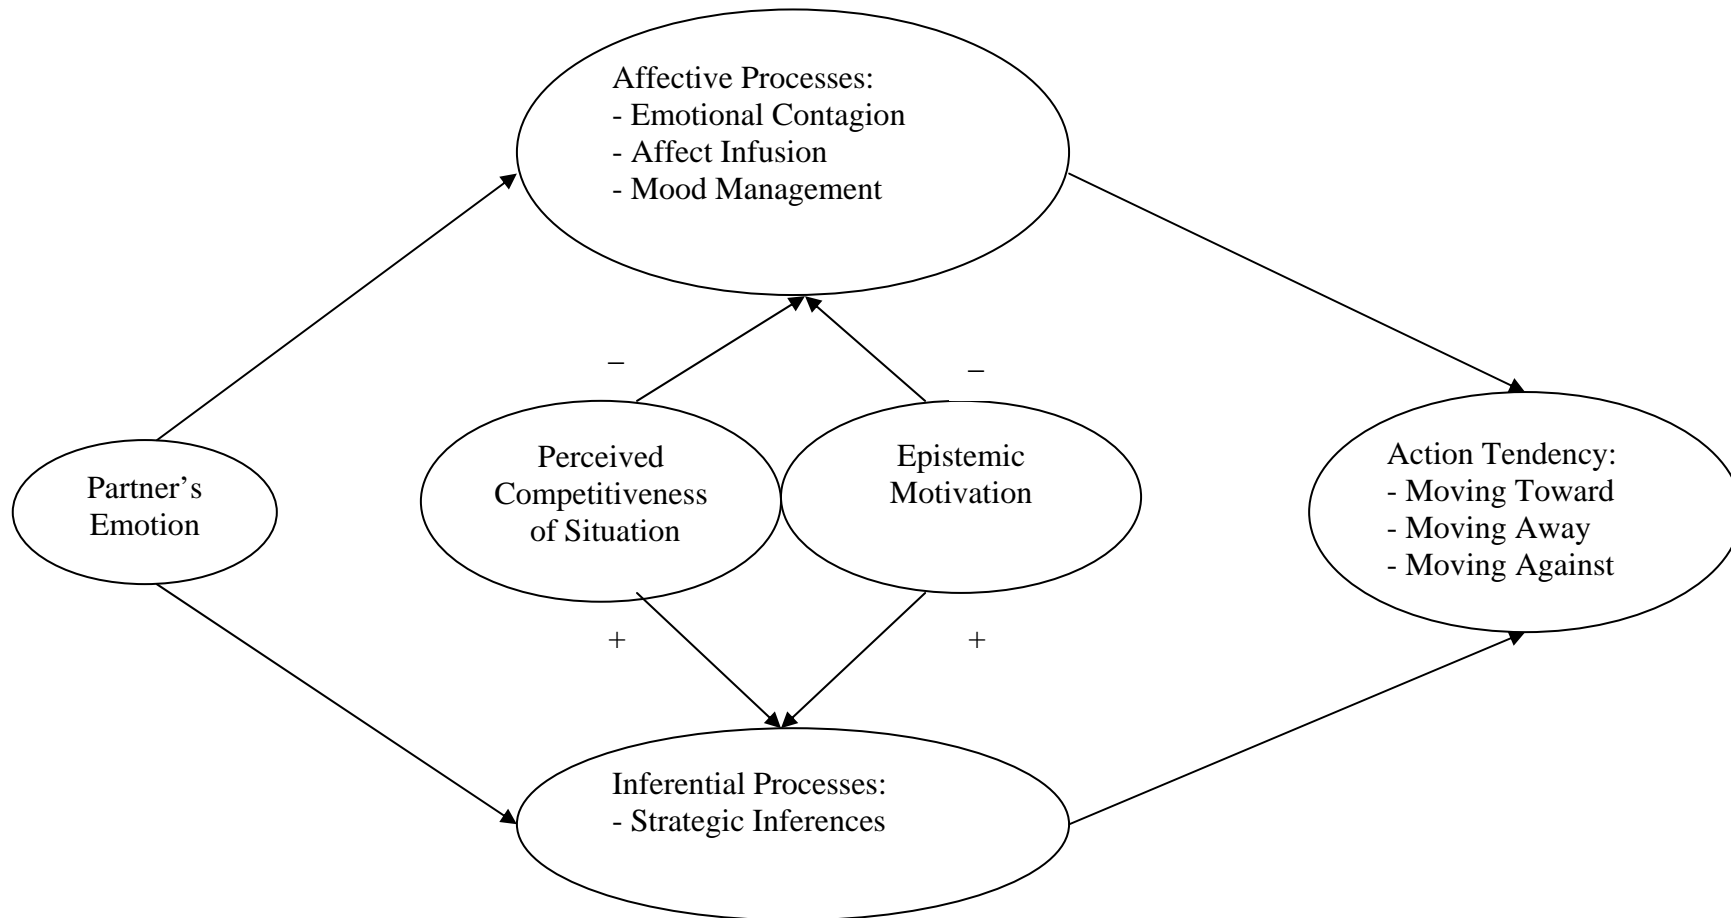 Affective Processes:
- Emotional Contagion
- Affect Infusion
- Mood Management
–
–
Partner’s
Emotion
Perceived
Competitiveness
of Situation
Epistemic
Motivation
Action Tendency:
- Moving Toward
- Moving Away
- Moving Against
+
+
Inferential Processes:
- Strategic Inferences